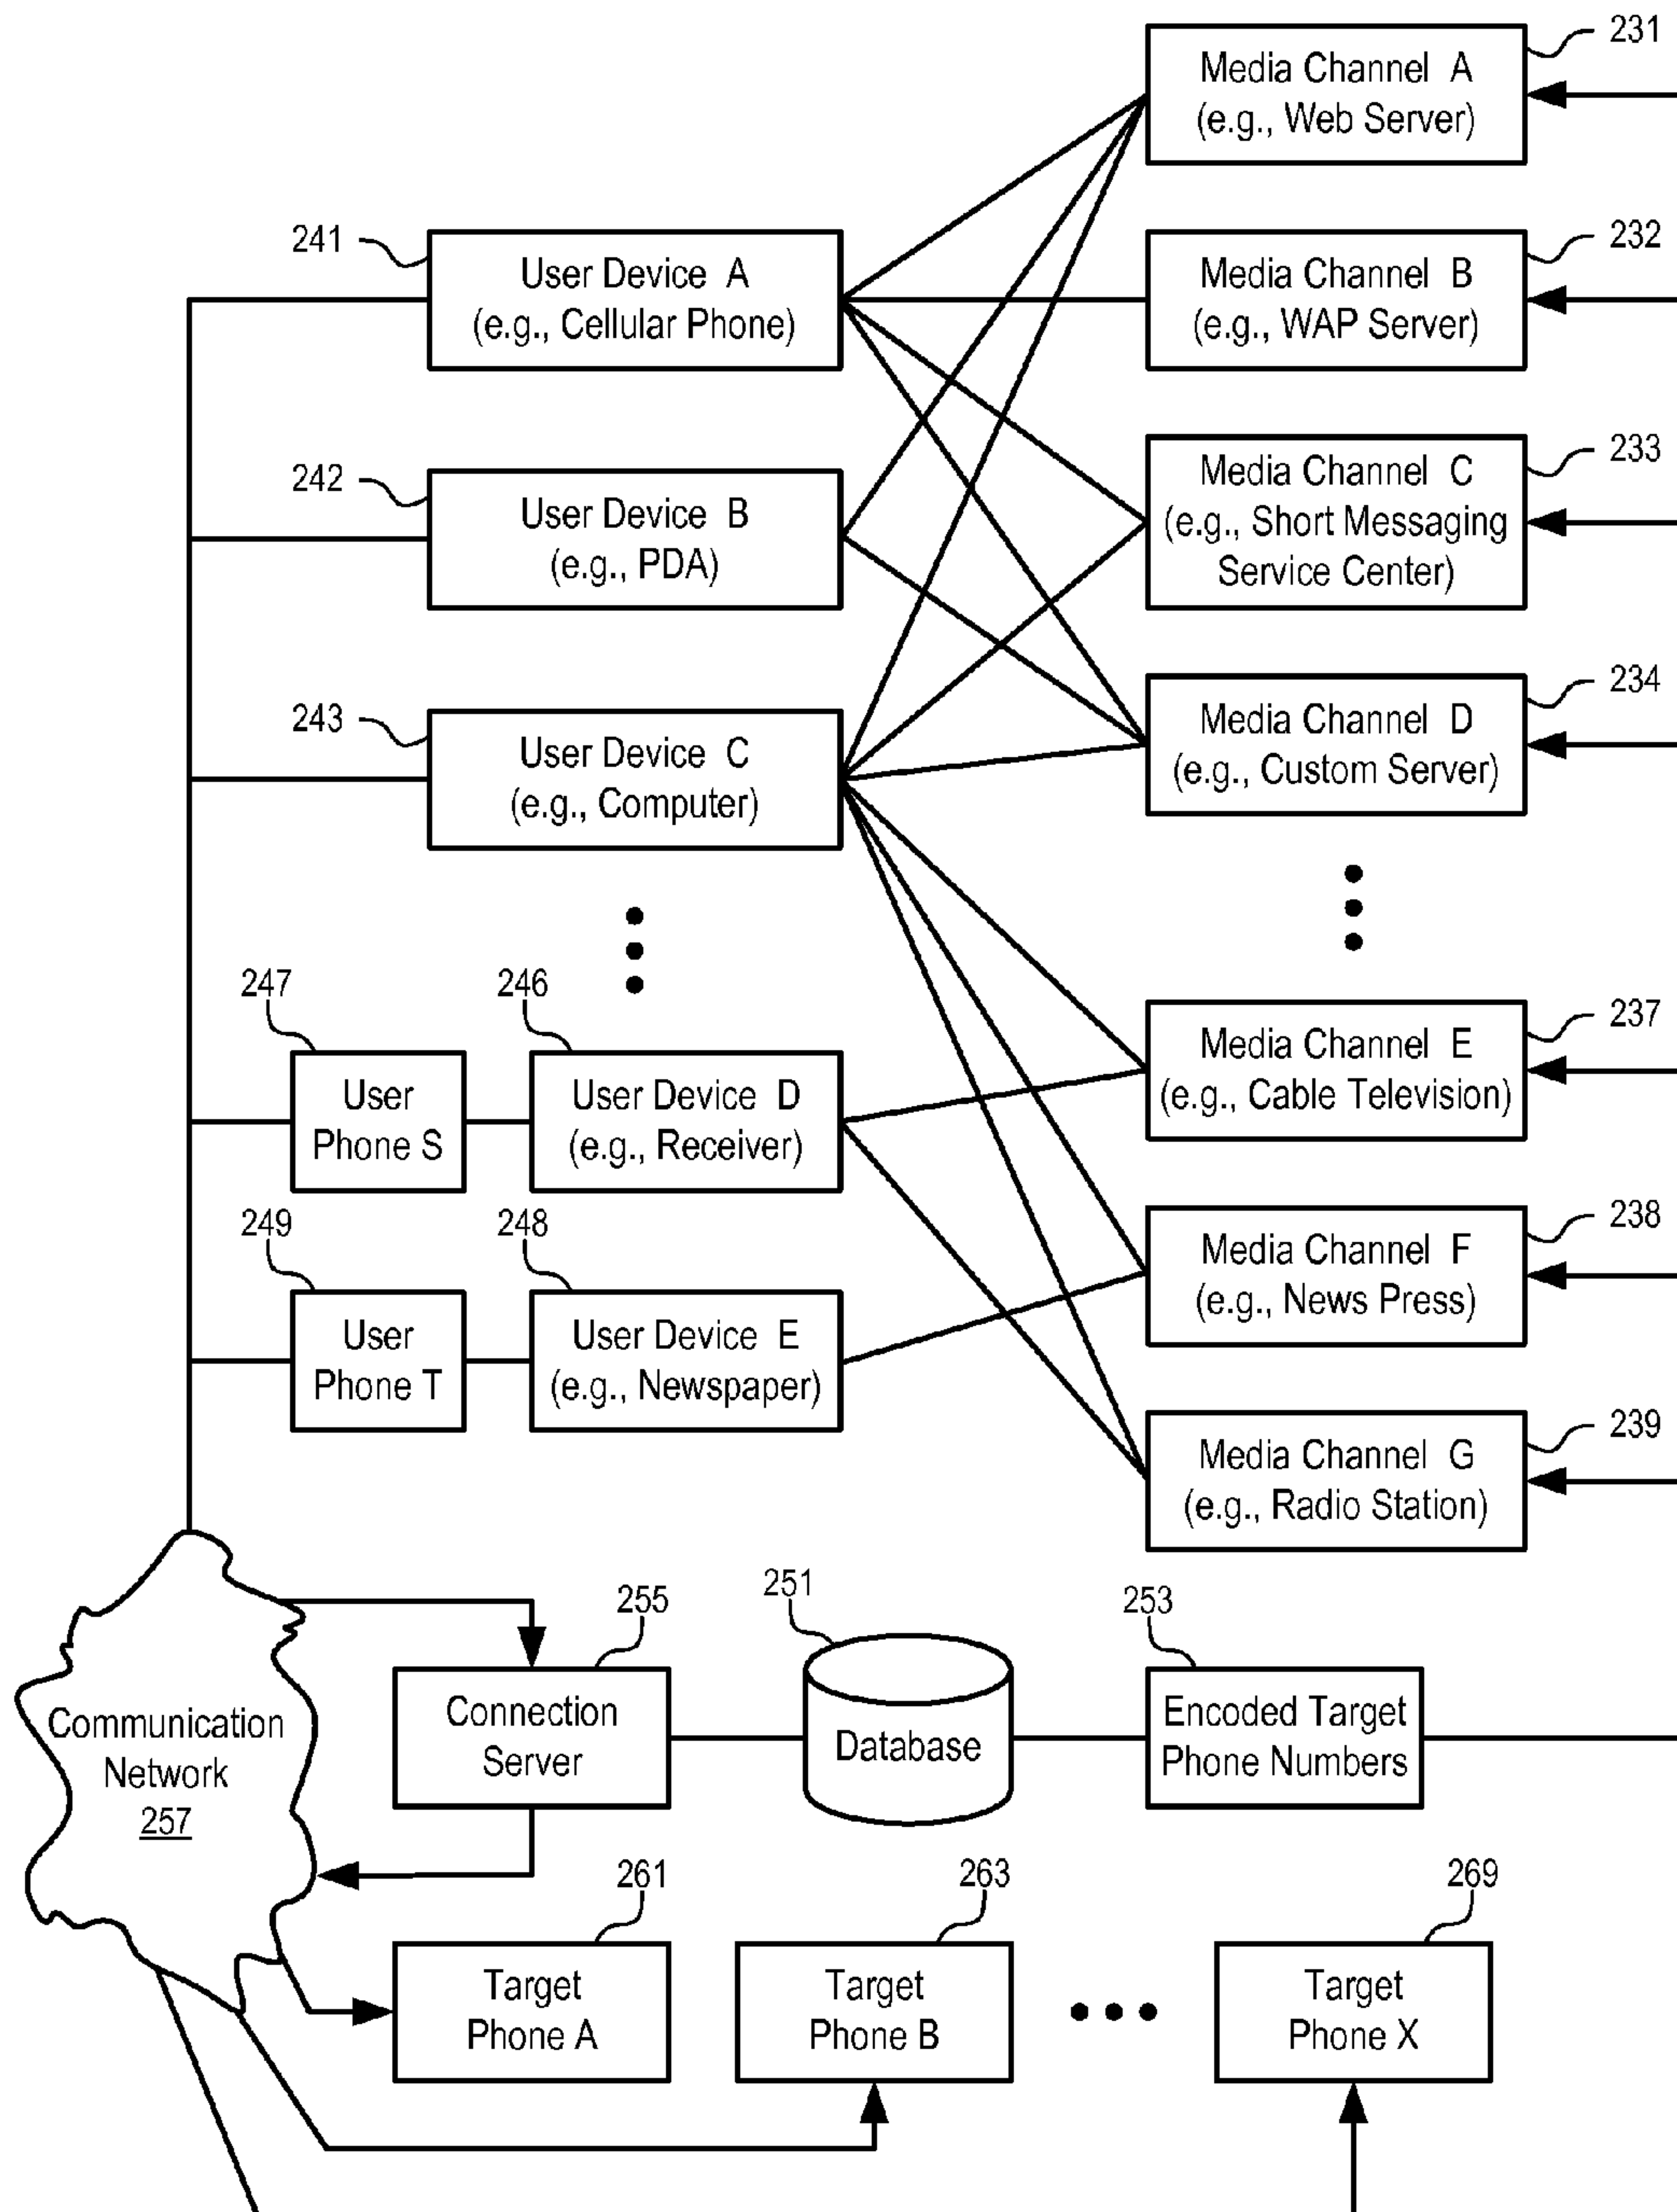 231
Media Channel A
(e.g., Web Server)
241
User Device A
(e.g., Cellular Phone)
232
Media Channel B
(e.g., WAP Server)
242
User Device B
(e.g., PDA)
233
Media Channel C
(e.g., Short Messaging
Service Center)
243
User Device C
(e.g., Computer)
234
Media Channel D
(e.g., Custom Server)
247
User
Phone S
246
User Device D
(e.g., Receiver)
237
Media Channel E
(e.g., Cable Television)
249
User
Phone T
248
User Device E
(e.g., Newspaper)
238
Media Channel F
(e.g., News Press)
239
Media Channel G
(e.g., Radio Station)
Communication
Network
257
255
Connection
Server
251
Database
253
Encoded Target
Phone Numbers
261
Target
Phone A
263
Target
Phone B
269
Target
Phone X